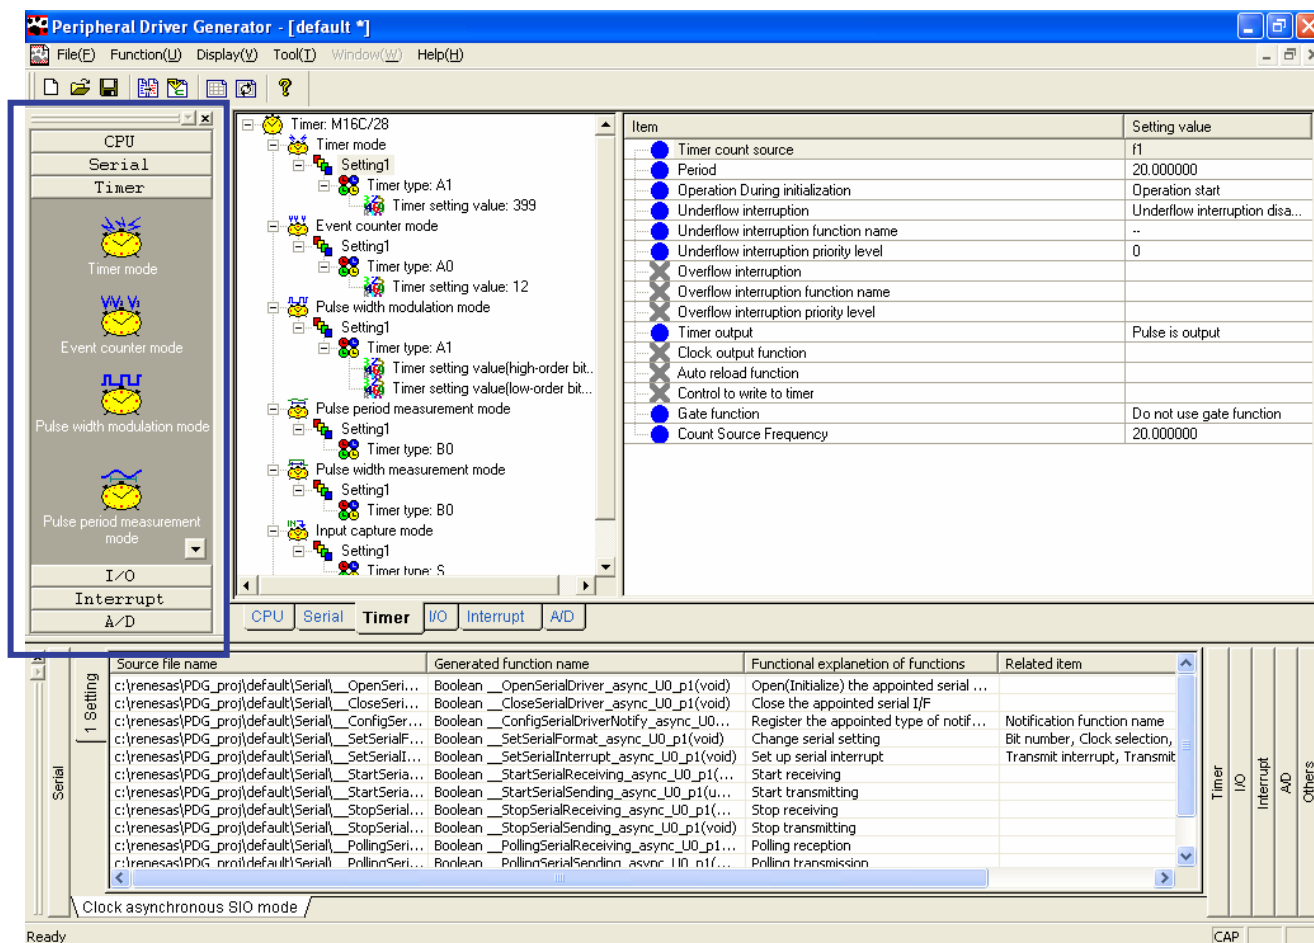 Peripheral Driver Generator - [default *]
File(F) Function(U) Display(V) Tool(T) Window(W) Help(H)
CPU
Serial
Timer
Timer mode
Event counter mode
Pulse width modulation mode
Pulse period measurement
mode
I/O
Interrupt
A/D
Timer: M16C/28
Timer mode
Setting1
Timer type: A1
Timer setting value: 399
Event counter mode
Setting1
Timer type: A0
Timer setting value: 12
Pulse width modulation mode
Setting1
Timer type: A1
Timer setting value(high-order bit..
Timer setting value(low-order bit...
Pulse period measurement mode
Setting1
Timer type: B0
Pulse width measurement mode
Setting1
Timer type: B0
Input capture mode
Setting1
Timer type: S
CPU Serial Timer I/O Interrupt A/D
Item Setting value
Timer count source f1
Period 20.000000
Operation During initialization Operation start
Underflow interruption Underflow interruption disa...
Underflow interruption function name --
Underflow interruption priority level 0
Overflow interruption
Overflow interruption function name
Overflow interruption priority level
Timer output Pulse is output
Clock output function
Auto reload function
Control to write to timer
Gate function Do not use gate function
Count Source Frequency 20.000000
Serial
1 Setting
Source file name Generated function name Functional explanetion of functions Related item
c:\renesas\PDG_proj\default\Serial\__OpenSeri... Boolean __OpenSerialDriver_async_U0_p1(void) Open(Initialize) the appointed serial ...
c:\renesas\PDG_proj\default\Serial\__CloseSeri... Boolean __CloseSerialDriver_async_U0_p1(void) Close the appointed serial I/F
c:\renesas\PDG_proj\default\Serial\__ConfigSer... Boolean __ConfigSerialDriverNotify_async_U0... Register the appointed type of notif... Notification function name
c:\renesas\PDG_proj\default\Serial\__SetSerialF... Boolean __SetSerialFormat_async_U0_p1(void) Change serial setting Bit number, Clock selection,
c:\renesas\PDG_proj\default\Serial\__SetSerialI... Boolean __SetSerialInterrupt_async_U0_p1(void) Set up serial interrupt Transmit interrupt, Transmit
c:\renesas\PDG_proj\default\Serial\__StartSeria... Boolean __StartSerialReceiving_async_U0_p1(... Start receiving
c:\renesas\PDG_proj\default\Serial\__StartSeria... Boolean __StartSerialSending_async_U0_p1(u... Start transmitting
c:\renesas\PDG_proj\default\Serial\__StopSerial... Boolean __StopSerialReceiving_async_U0_p1(... Stop receiving
c:\renesas\PDG_proj\default\Serial\__StopSerial... Boolean __StopSerialSending_async_U0_p1(void) Stop transmitting
c:\renesas\PDG_proj\default\Serial\__PollingSeri... Boolean __PollingSerialReceiving_async_U0_p1... Polling reception
c:\renesas\PDG_proj\default\Serial\__PollingSeri... Boolean __PollingSerialSending_async_U0_p1(... Polling transmission
Timer
I/O
Interrupt
A/D
Others
Clock asynchronous SIO mode
Ready CAP